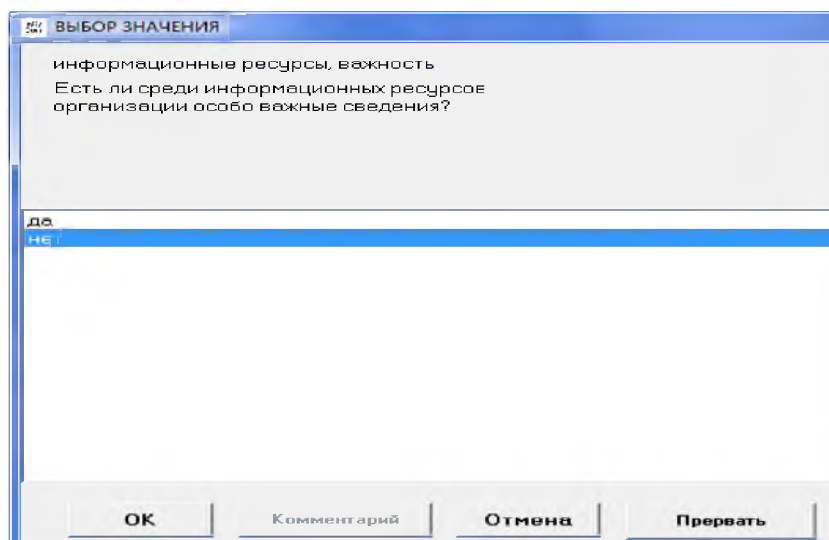 ВЫБОР ЗНАЧЕНИЯ
информационные ресурсы, важность
Есть ли среди информационных ресурсов
организации особо важные сведения?
да
нет
ОК
Комментарий
Отмена
Прервать